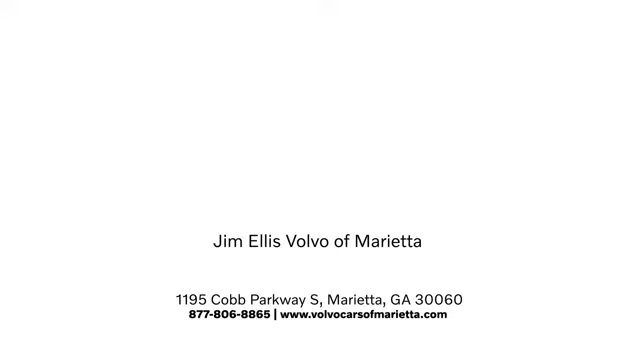 Jim Ellis Volvo of Marietta
1195 Cobb Parkway S, Marietta, GA 30060
877-806-8865 | www.volvocarsofmarietta.com